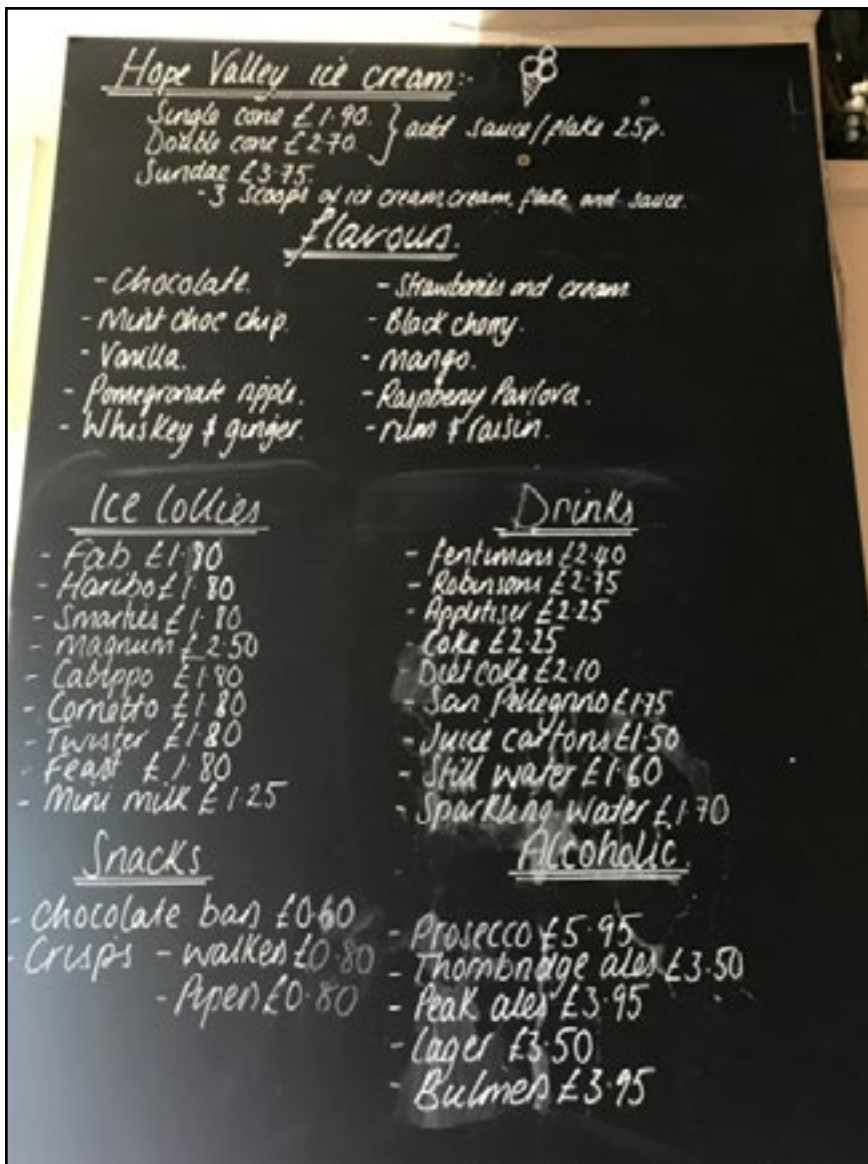 Hope Valley ice cream:-
Single cone £1.90.
Double cone £2.70. } add sauce/flake 25p.
Sundae £3.75.
-3 scoops of ice cream, cream, flake and sauce.
flavours.
-Chocolate.
-Mint choc chip.
-Vanilla.
-Pomegranate ripple.
-Whiskey & ginger.
-Strawberries and cream
-Black cherry.
-Mango.
-Raspberry Pavlova.
-rum & raisin.
Ice Lollies
- Fab £1.80
- Haribo £1.80
- Smarties £1.80
- Magnum £2.50
- Calippo £1.80
- Cornetto £1.80
- Twister £1.80
- Feast £1.80
- Mini milk £1.25
Drinks
- Fentimans £2.40
- Robinsons £2.75
- Appletiser £2.25
- Coke £2.25
- Diet coke £2.10
- San Pellegrino £1.75
- Juice cartons £1.50
- Still water £1.60
- Sparkling water £1.70
Snacks
- Chocolate bars £0.60
- Crisps - walkers £0.80
- Pipers £0.80
Alcoholic.
- Prosecco £5.95
- Thornbridge ales £3.50
- Peak ales £3.95
- Lager £3.50
- Bulmers £3.95